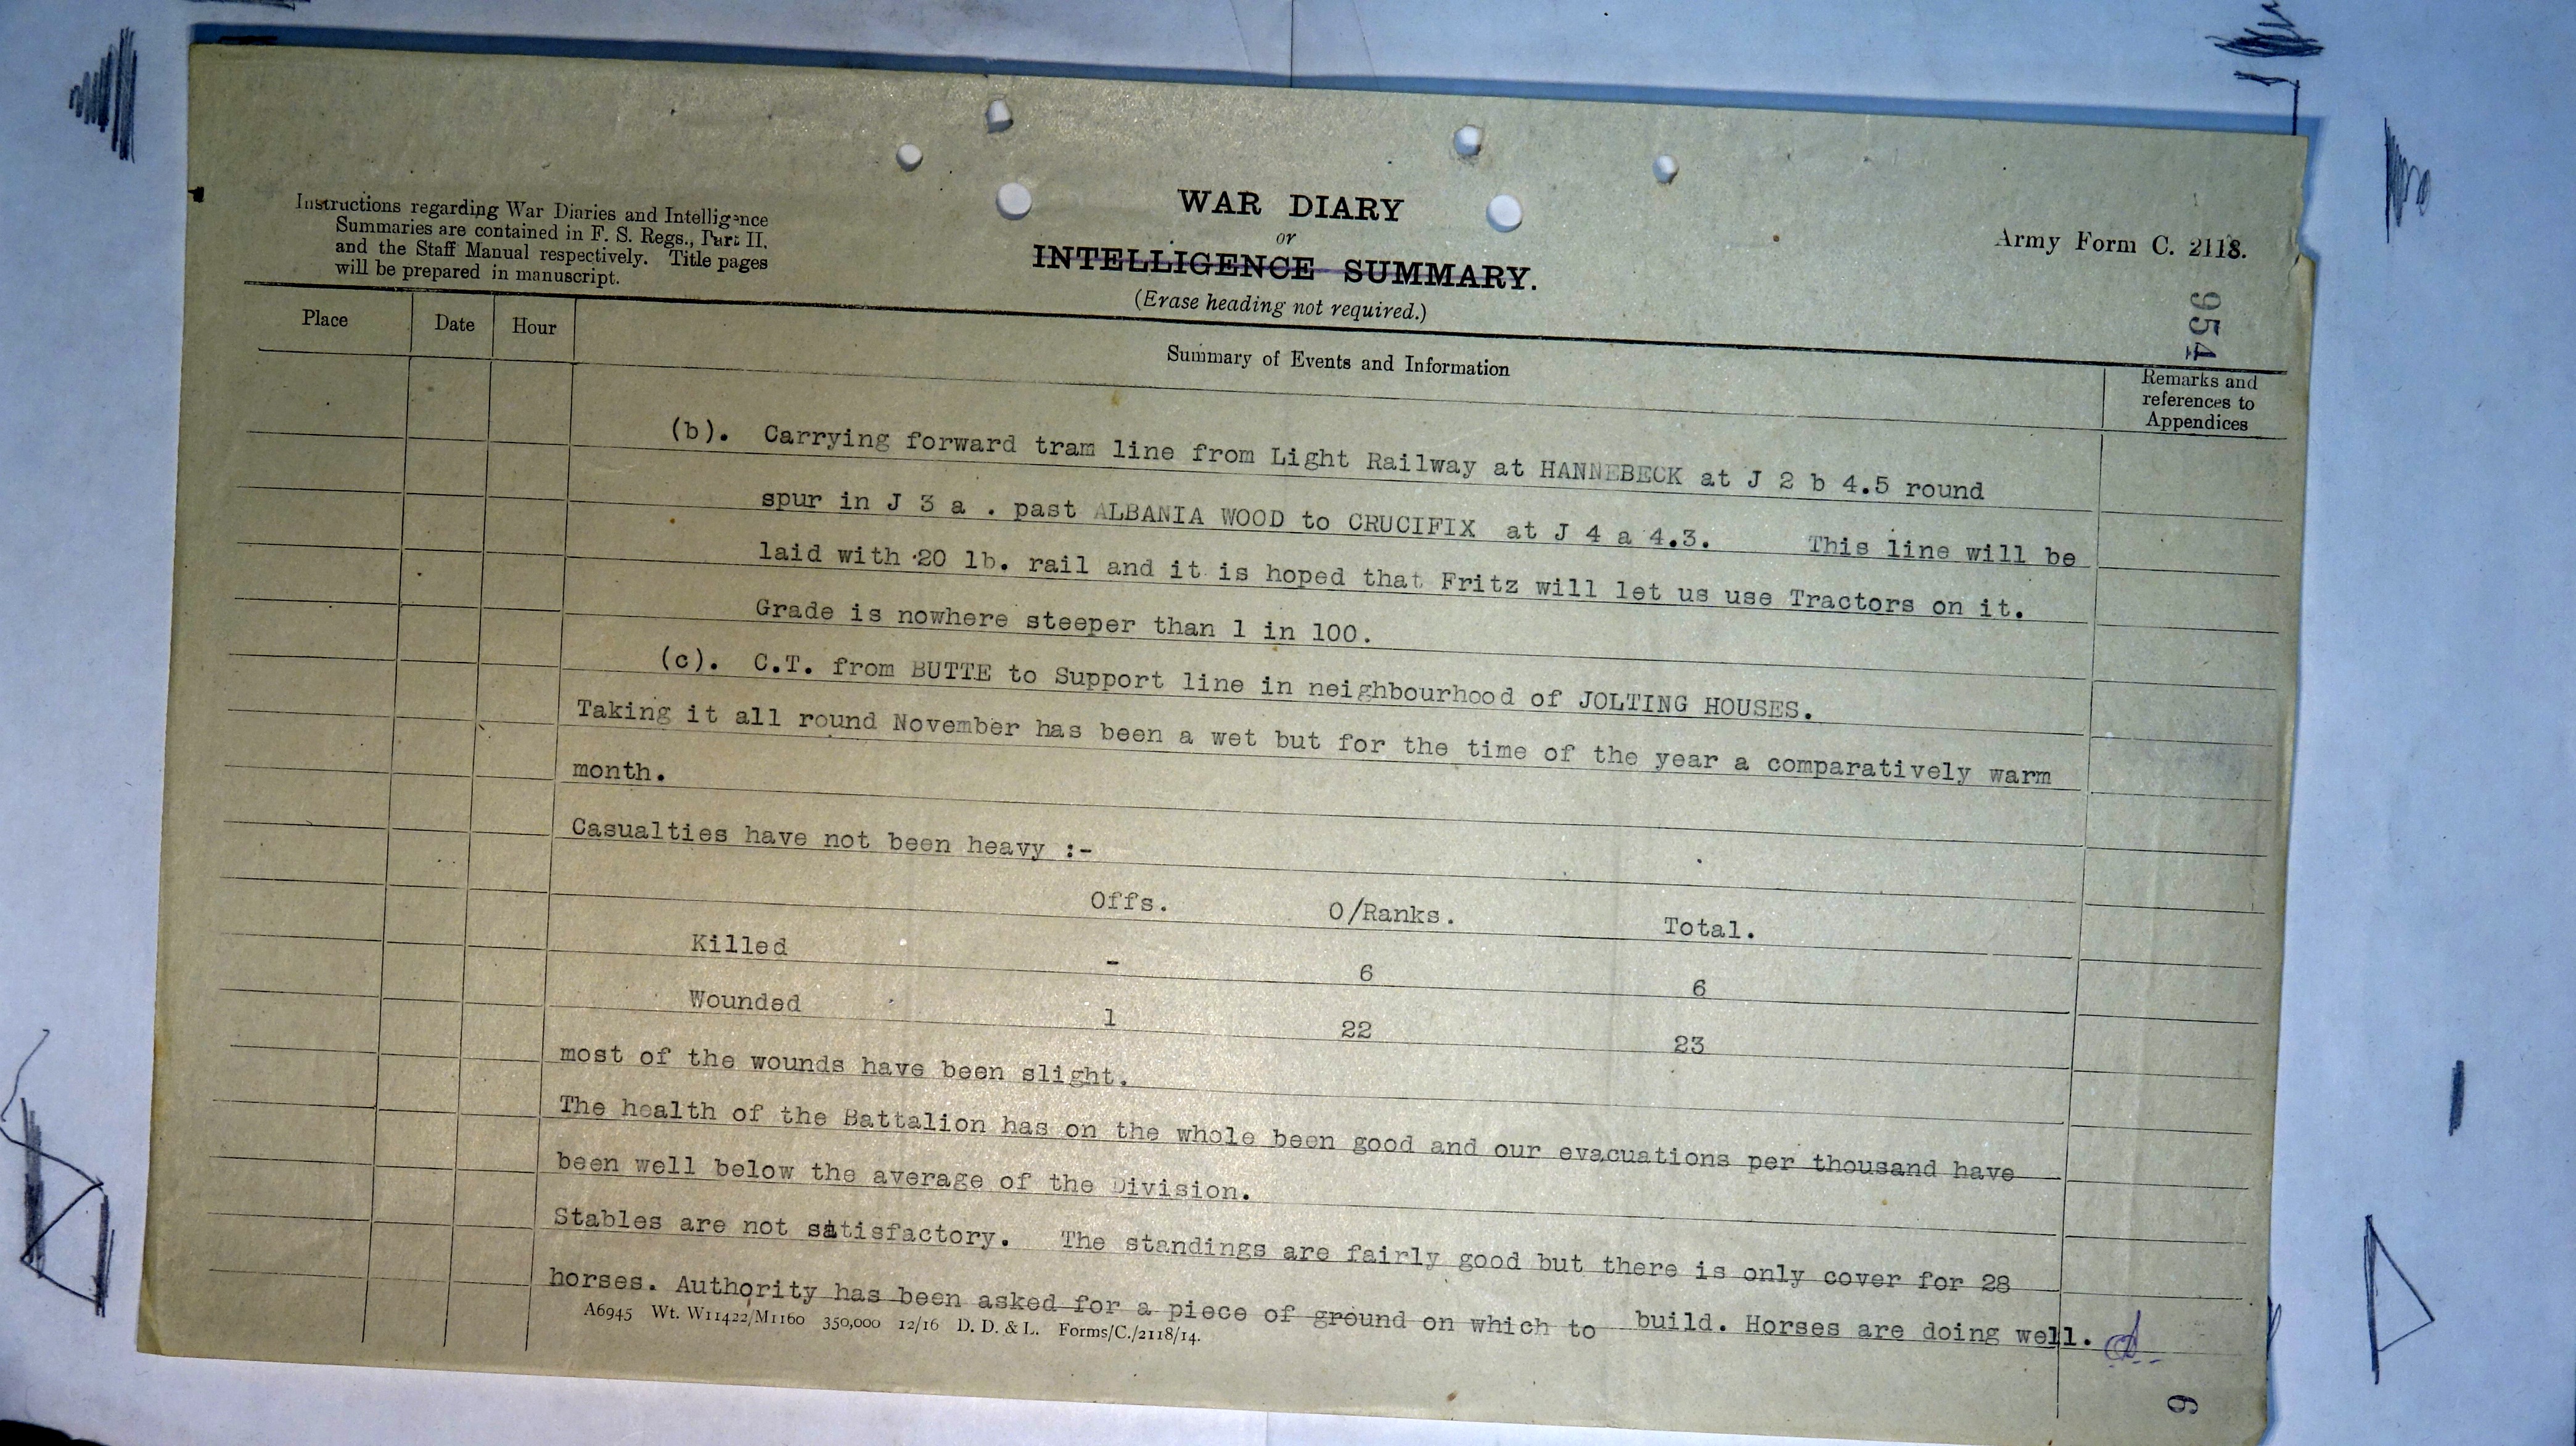 Instructions regarding War Diaries and Intelligence
Summaries are contained in F. S. Regs., Part II.
and the Staff Manual respectively. Title pages
will be prepared in manuscript.
WAR DIARY
or
INTELLIGENCE SUMMARY.
(Erase heading not required.)
Army Form C. 2118.
954
Place Date Hour Summary of Events and Information Remarks and
references to
Appendices
(b). Carrying forward tram line from Light Railway at HANNEBECK at J 2 b 4.5 round
spur in J 3 a . past ALBANIA WOOD to CRUCIFIX at J 4 a 4.3. This line will be
laid with 20 lb. rail and it is hoped that Fritz will let us use Tractors on it.
Grade is nowhere steeper than 1 in 100.
(c). C.T. from BUTTE to Support line in neighbourhood of JOLTING HOUSES.
Taking it all round November has been a wet but for the time of the year a comparatively warm
month.
Casualties have not been heavy :-
Offs. O/Ranks. Total.
Killed - 6 6
Wounded 1 22 23
most of the wounds have been slight.
The health of the Battalion has on the whole been good and our evacuations per thousand have
been well below the average of the Division.
Stables are not satisfactory. The standings are fairly good but there is only cover for 28
horses. Authority has been asked for a piece of ground on which to build. Horses are doing well.
A6945 Wt. W11422/M1160 350,000 12/16 D. D. & L. Forms/C./2118/14.
6